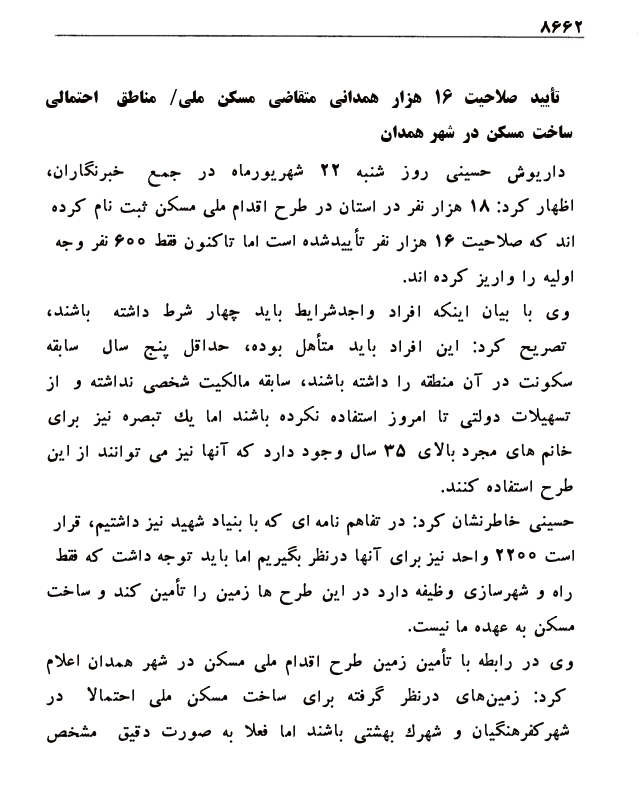 ۸۶۶۲
تأیید صلاحیت ۱۶ هزار همدانی متقاضی مسکن ملی/ مناطق احتمالی
ساخت مسکن در شهر همدان
داریوش حسینی روز شنبه ۲۲ شهریورماه در جمع خبرنگاران،
اظهار کرد: ۱۸ هزار نفر در استان در طرح اقدام ملی مسکن ثبت نام کرده
اند که صلاحیت ۱۶ هزار نفر تأییدشده است اما تاکنون فقط ۶۰۰ نفر وجه
اولیه را واریز کرده اند.
وی با بیان اینکه افراد واجدشرایط باید چهار شرط داشته باشند،
تصریح کرد: این افراد باید متأهل بوده، حداقل پنج سال سابقه
سکونت در آن منطقه را داشته باشند، سابقه مالکیت شخصی نداشته و از
تسهیلات دولتی تا امروز استفاده نکرده باشند اما یك تبصره نیز برای
خانم های مجرد بالای ۳۵ سال وجود دارد که آنها نیز می توانند از این
طرح استفاده کنند.
حسینی خاطرنشان کرد: در تفاهم نامه ای که با بنیاد شهید نیز داشتیم، قرار
است ۲۲۰۰ واحد نیز برای آنها درنظر بگیریم اما باید توجه داشت که فقط
راه و شهرسازی وظیفه دارد در این طرح ها زمین را تأمین کند و ساخت
مسکن به عهده ما نیست.
وی در رابطه با تأمین زمین طرح اقدام ملی مسکن در شهر همدان اعلام
کرد: زمین‌های درنظر گرفته برای ساخت مسکن ملی احتمالا در
شهرکفرهنگیان و شهرك بهشتی باشند اما فعلا به صورت دقیق مشخص